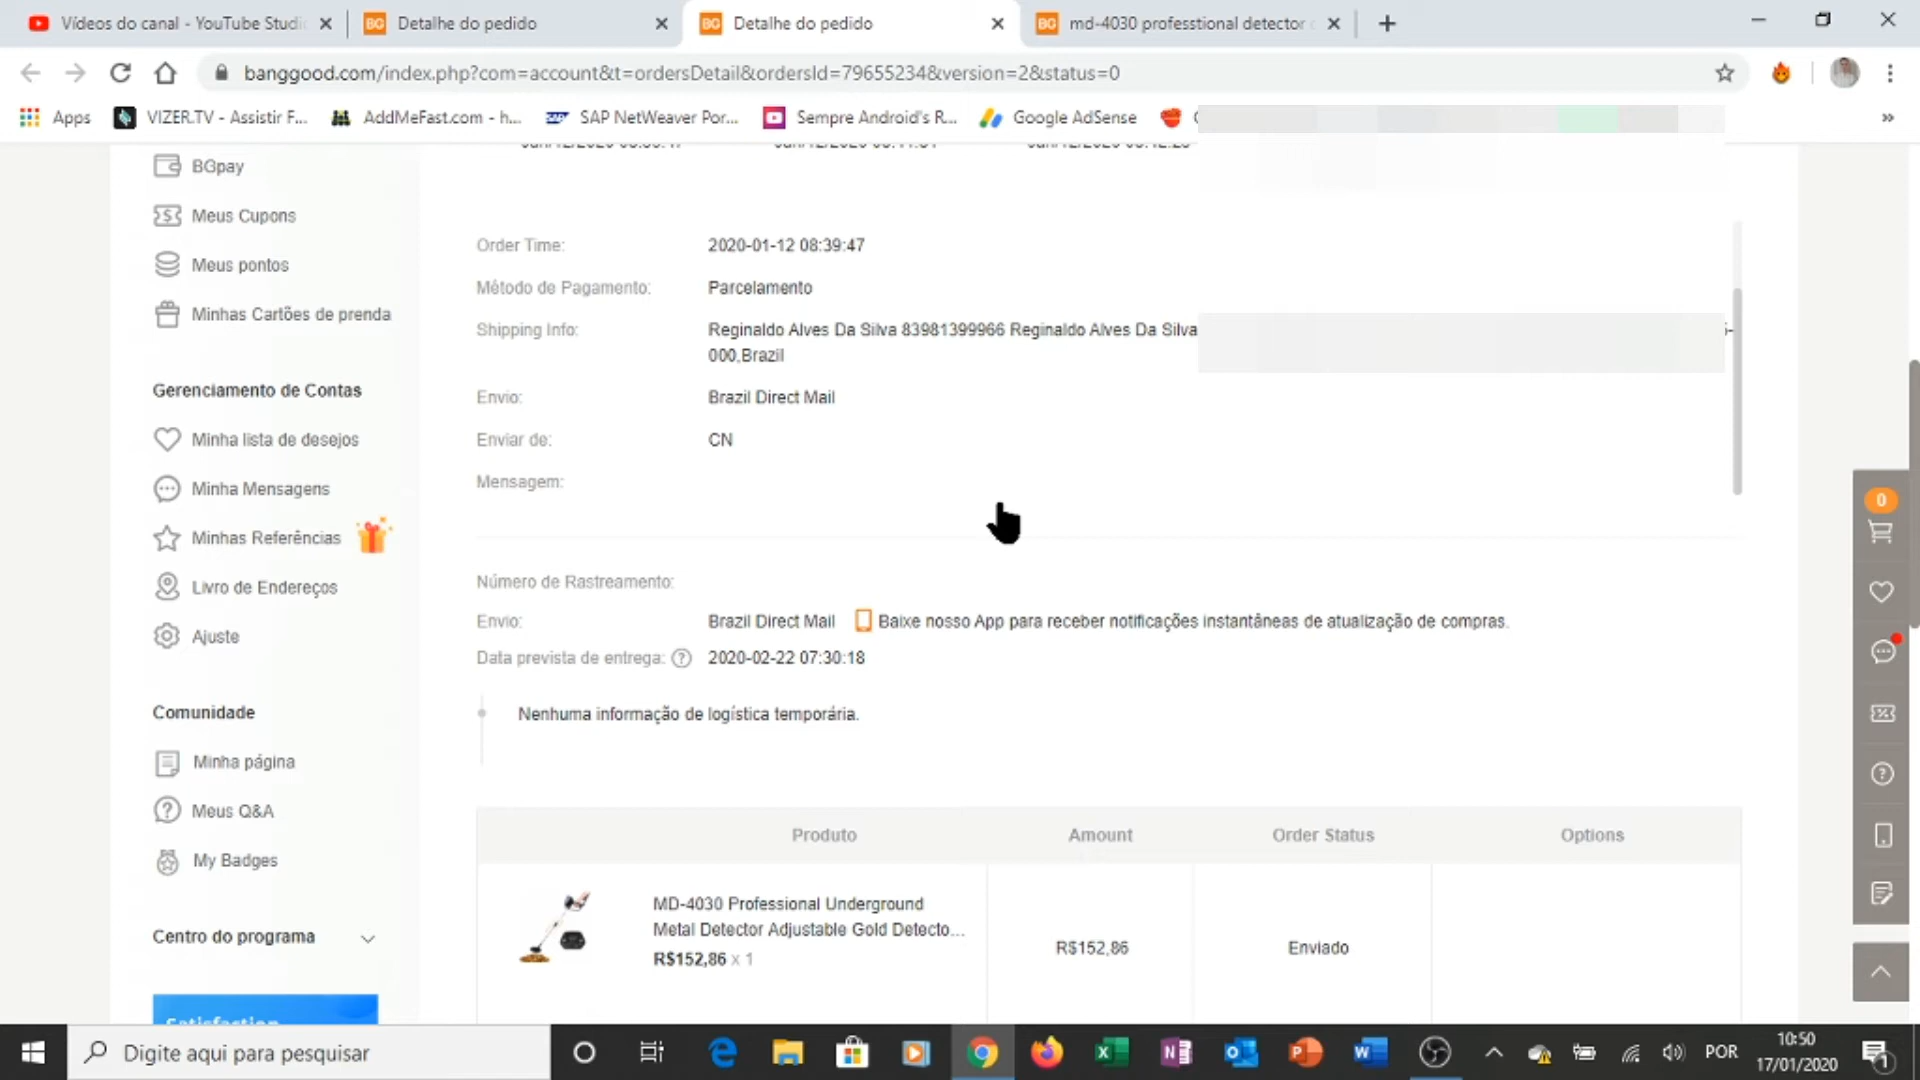 Vídeos do canal - YouTube Studi
Detalhe do pedido
Detalhe do pedido
md-4030 professtional detector
banggood.com/index.php?com=account&t=ordersDetail&ordersId=79655234&version=2&status=0
Apps
VIZER.TV - Assistir F...
AddMeFast.com - h...
SAP NetWeaver Por...
Sempre Android's R...
Google AdSense
»
BGpay
Meus Cupons
Meus pontos
Minhas Cartões de prenda
Gerenciamento de Contas
Minha lista de desejos
Minha Mensagens
Minhas Referências
Livro de Endereços
Ajuste
Comunidade
Minha página
Meus Q&A
My Badges
Centro do programa
Order Time: 2020-01-12 08:39:47
Método de Pagamento: Parcelamento
Shipping Info: Reginaldo Alves Da Silva 83981399966 Reginaldo Alves Da Silva
000,Brazil
Envio: Brazil Direct Mail
Enviar de: CN
Mensagem:
Número de Rastreamento:
Envio: Brazil Direct Mail Baixe nosso App para receber notificações instantâneas de atualização de compras.
Data prevista de entrega: ? 2020-02-22 07:30:18
Nenhuma informação de logística temporária.
Produto Amount Order Status Options
MD-4030 Professional Underground
Metal Detector Adjustable Gold Detecto...
R$152,86 x 1
R$152,86
Enviado
0
Digite aqui para pesquisar
POR
10:50
17/01/2020
1